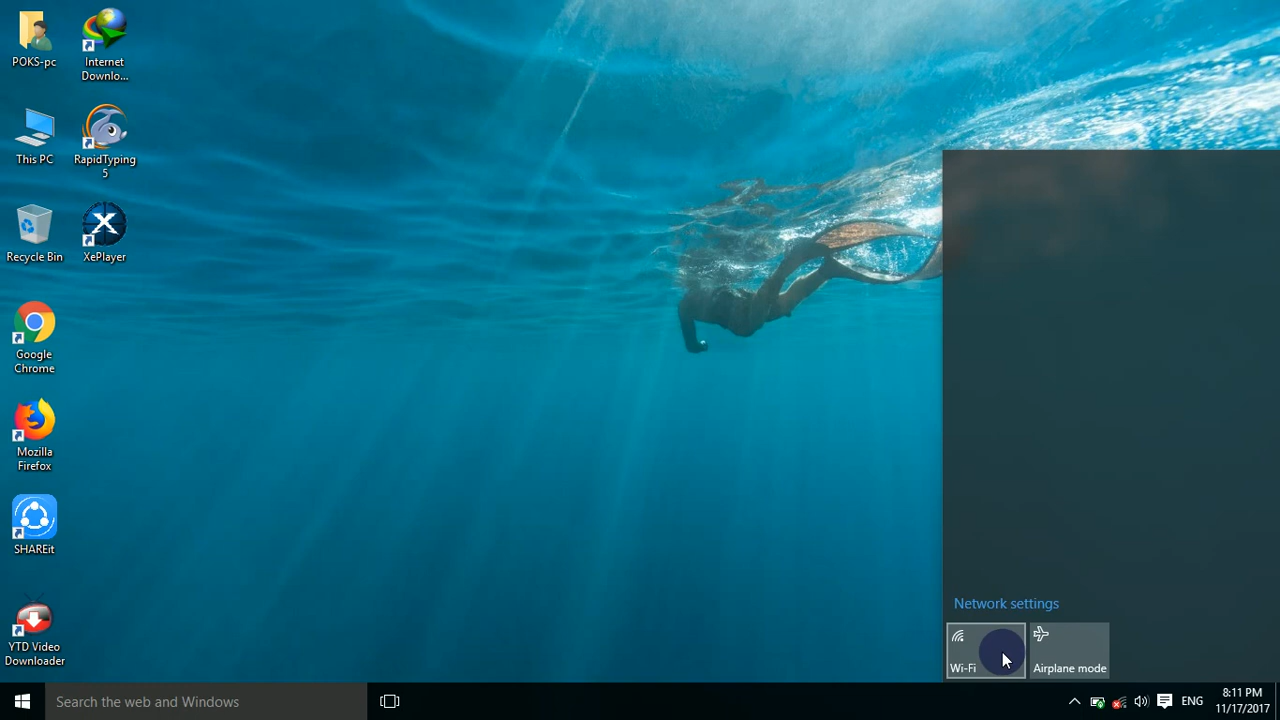 POKS-pc
Internet
Downlo...
This PC
RapidTyping
5
Recycle Bin
XePlayer
Google
Chrome
Mozilla
Firefox
SHAREit
YTD Video
Downloader
Network settings
Wi-Fi
Airplane mode
Search the web and Windows
ENG
8:11 PM
11/17/2017